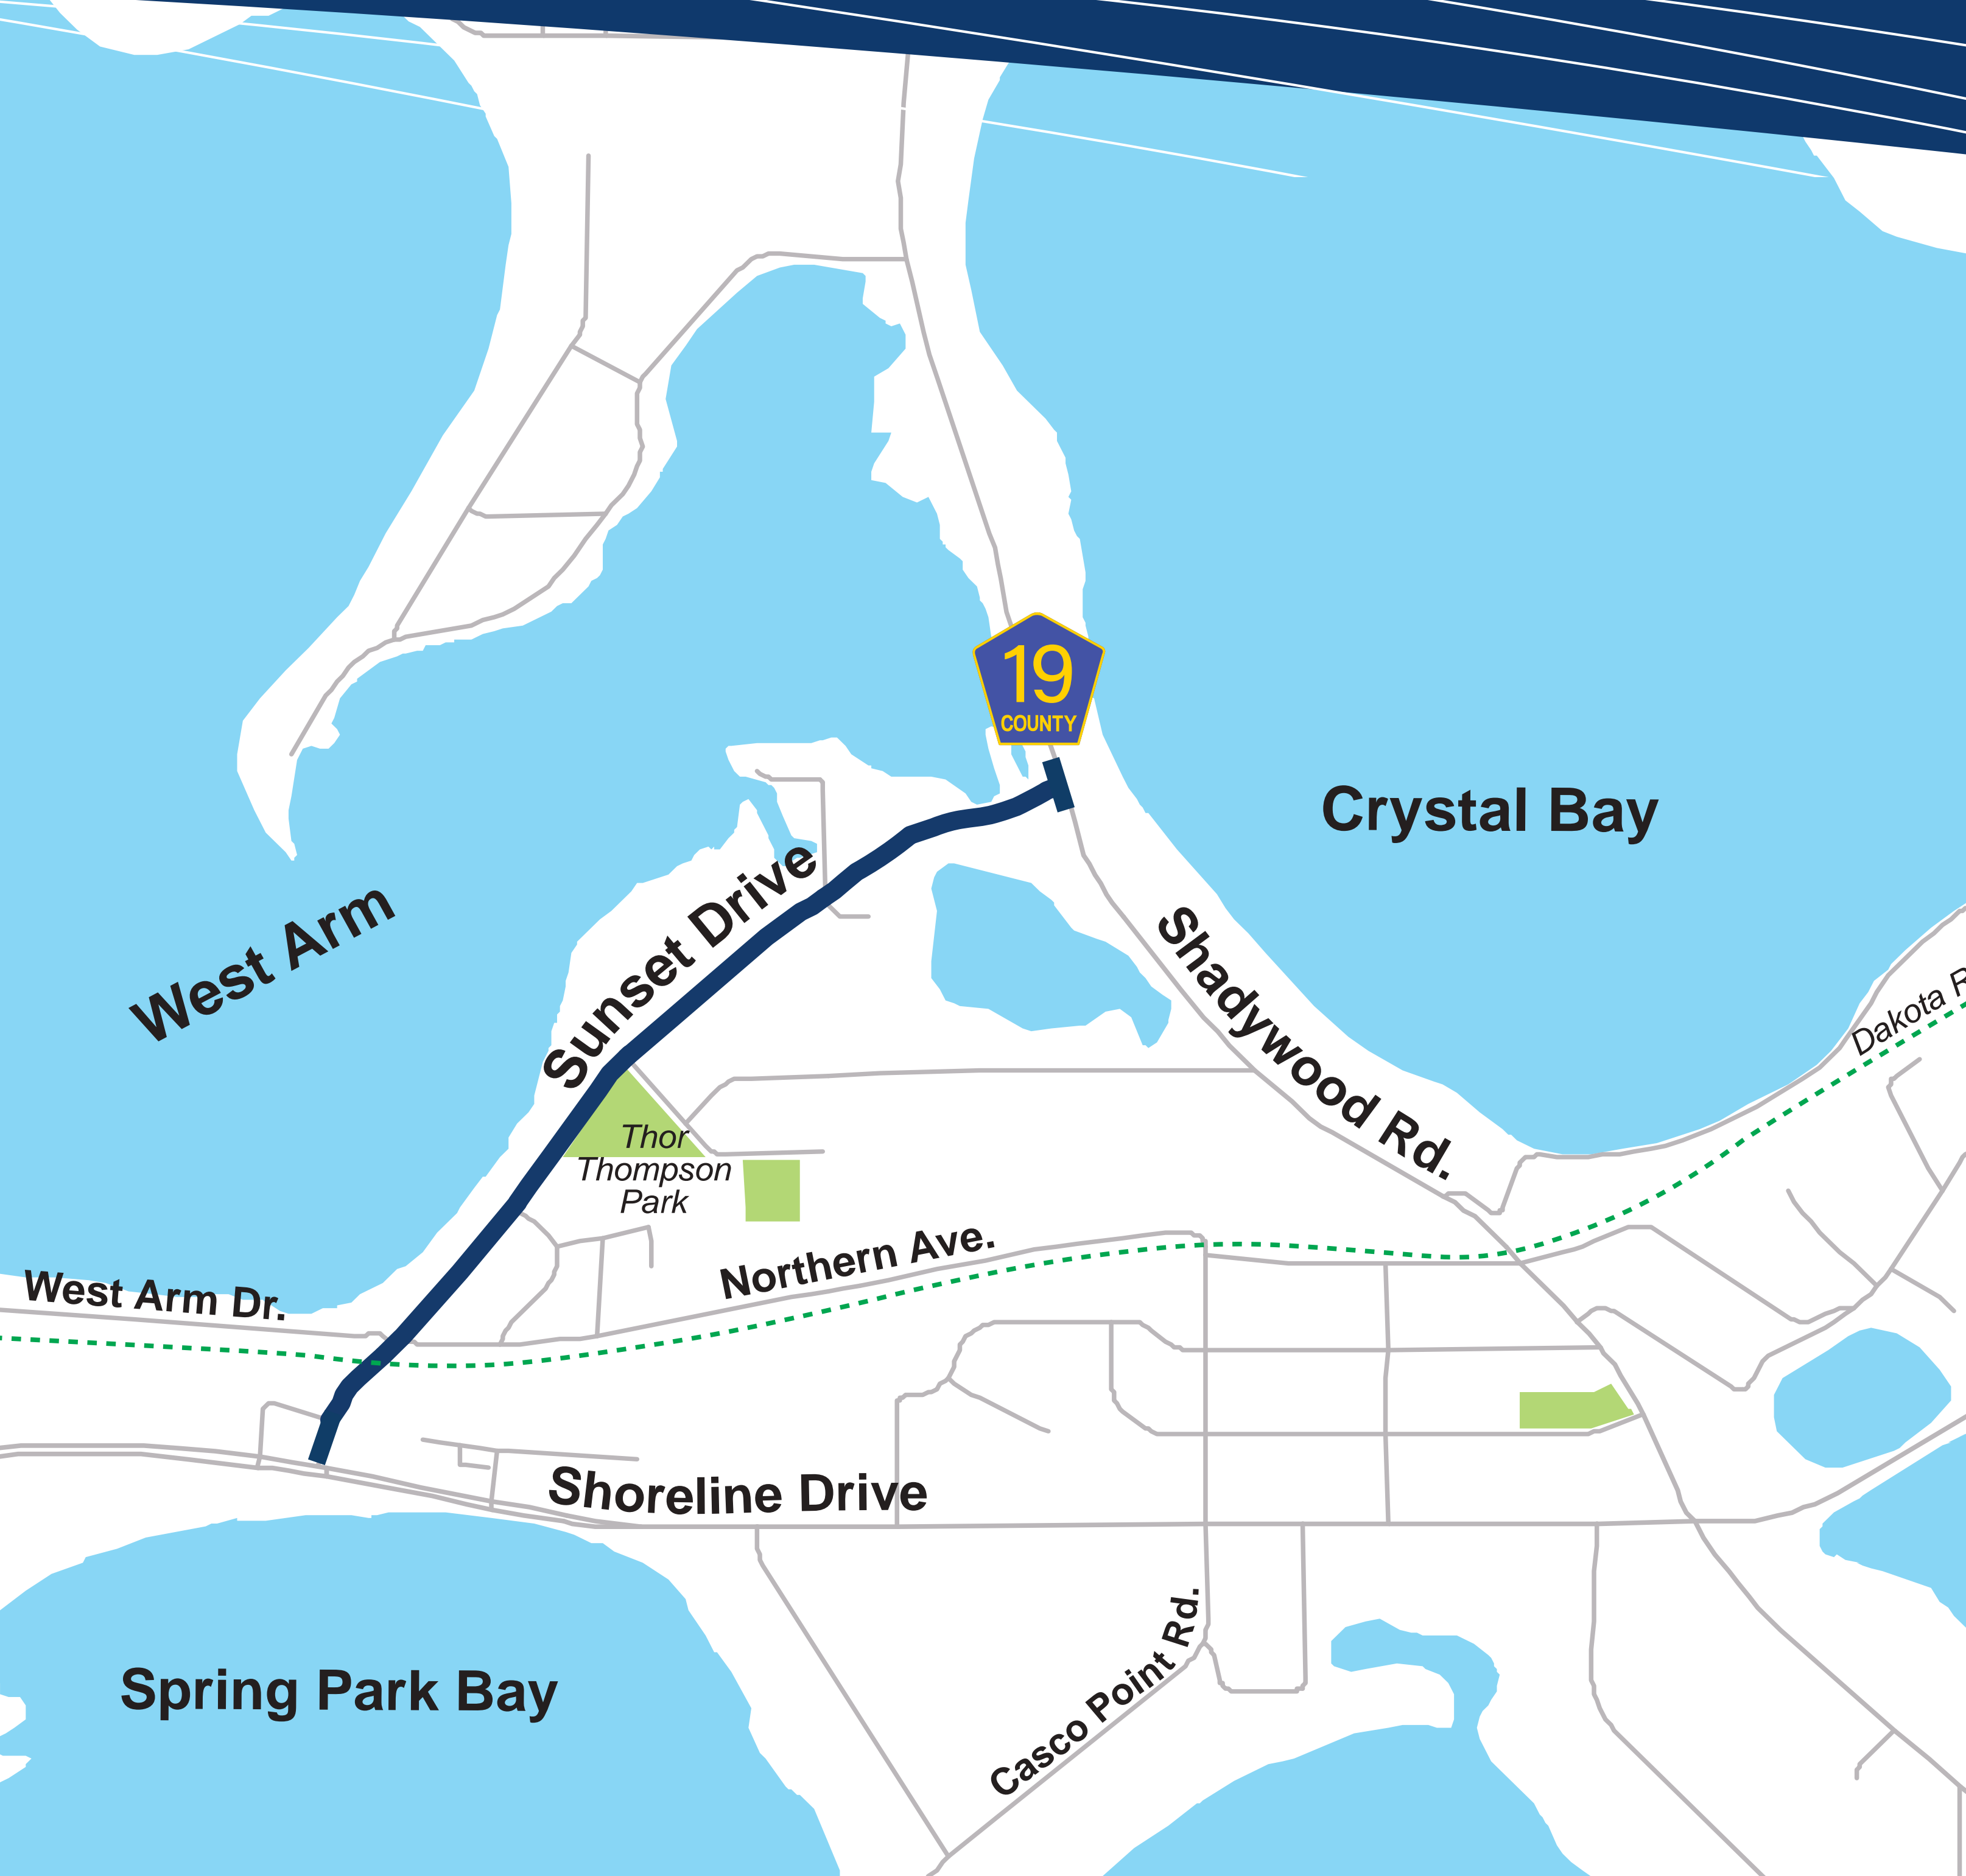 19
COUNTY
Crystal Bay
West Arm
Sunset Drive
Shadywood Rd.
Dakota R
Thor
Thompson
Park
Northern Ave.
West Arm Dr.
Shoreline Drive
Casco Point Rd.
Spring Park Bay